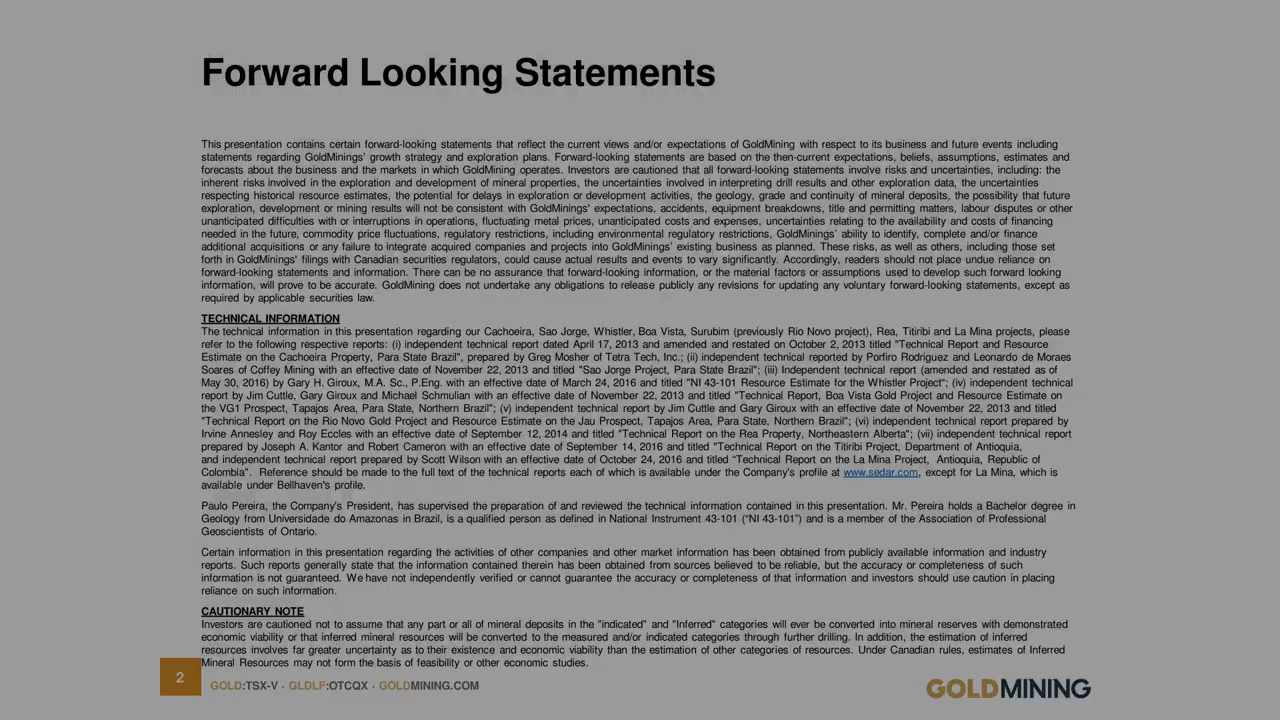 Forward Looking Statements
This presentation contains certain forward-looking statements that reflect the current views and/or expectations of GoldMining with respect to its business and future events including
statements regarding GoldMinings' growth strategy and exploration plans. Forward-looking statements are based on the then-current expectations, beliefs, assumptions, estimates and
forecasts about the business and the markets in which GoldMining operates. Investors are cautioned that all forward-looking statements involve risks and uncertainties, including: the
inherent risks involved in the exploration and development of mineral properties, the uncertainties involved in interpreting drill results and other exploration data, the uncertainties
respecting historical resource estimates, the potential for delays in exploration or development activities, the geology, grade and continuity of mineral deposits, the possibility that future
exploration, development or mining results will not be consistent with GoldMinings' expectations, accidents, equipment breakdowns, title and permitting matters, labour disputes or other
unanticipated difficulties with or interruptions in operations, fluctuating metal prices, unanticipated costs and expenses, uncertainties relating to the availability and costs of financing
needed in the future, commodity price fluctuations, regulatory restrictions, including environmental regulatory restrictions, GoldMinings' ability to identify, complete and/or finance
additional acquisitions or any failure to integrate acquired companies and projects into GoldMinings' existing business as planned. These risks, as well as others, including those set
forth in GoldMinings' filings with Canadian securities regulators, could cause actual results and events to vary significantly. Accordingly, readers should not place undue reliance on
forward-looking statements and information. There can be no assurance that forward-looking information, or the material factors or assumptions used to develop such forward looking
information, will prove to be accurate. GoldMining does not undertake any obligations to release publicly any revisions for updating any voluntary forward-looking statements, except as
required by applicable securities law.
TECHNICAL INFORMATION
The technical information in this presentation regarding our Cachoeira, Sao Jorge, Whistler, Boa Vista, Surubim (previously Rio Novo project), Rea, Titiribi and La Mina projects, please
refer to the following respective reports: (i) independent technical report dated April 17, 2013 and amended and restated on October 2, 2013 titled "Technical Report and Resource
Estimate on the Cachoeira Property, Para State Brazil", prepared by Greg Mosher of Tetra Tech, Inc.; (ii) independent technical reported by Porfiro Rodriguez and Leonardo de Moraes
Soares of Coffey Mining with an effective date of November 22, 2013 and titled "Sao Jorge Project, Para State Brazil"; (iii) Independent technical report (amended and restated as of
May 30, 2016) by Gary H. Giroux, M.A. Sc., P.Eng. with an effective date of March 24, 2016 and titled "NI 43-101 Resource Estimate for the Whistler Project"; (iv) independent technical
report by Jim Cuttle, Gary Giroux and Michael Schmulian with an effective date of November 22, 2013 and titled "Technical Report, Boa Vista Gold Project and Resource Estimate on
the VG1 Prospect, Tapajos Area, Para State, Northern Brazil"; (v) independent technical report by Jim Cuttle and Gary Giroux with an effective date of November 22, 2013 and titled
"Technical Report on the Rio Novo Gold Project and Resource Estimate on the Jau Prospect, Tapajos Area, Para State, Northern Brazil"; (vi) independent technical report prepared by
Irvine Annesley and Roy Eccles with an effective date of September 12, 2014 and titled "Technical Report on the Rea Property, Northeastern Alberta"; (vii) independent technical report
prepared by Joseph A. Kantor and Robert Cameron with an effective date of September 14, 2016 and titled "Technical Report on the Titiribi Project, Department of Antioquia,
and independent technical report prepared by Scott Wilson with an effective date of October 24, 2016 and titled "Technical Report on the La Mina Project, Antioquia, Republic of
Colombia". Reference should be made to the full text of the technical reports each of which is available under the Company's profile at www.sedar.com, except for La Mina, which is
available under Bellhaven's profile.
Paulo Pereira, the Company's President, has supervised the preparation of and reviewed the technical information contained in this presentation. Mr. Pereira holds a Bachelor degree in
Geology from Universidade do Amazonas in Brazil, is a qualified person as defined in National Instrument 43-101 ("NI 43-101") and is a member of the Association of Professional
Geoscientists of Ontario.
Certain information in this presentation regarding the activities of other companies and other market information has been obtained from publicly available information and industry
reports. Such reports generally state that the information contained therein has been obtained from sources believed to be reliable, but the accuracy or completeness of such
information is not guaranteed. We have not independently verified or cannot guarantee the accuracy or completeness of that information and investors should use caution in placing
reliance on such information.
CAUTIONARY NOTE
Investors are cautioned not to assume that any part or all of mineral deposits in the "indicated" and "Inferred" categories will ever be converted into mineral reserves with demonstrated
economic viability or that inferred mineral resources will be converted to the measured and/or indicated categories through further drilling. In addition, the estimation of inferred
resources involves far greater uncertainty as to their existence and economic viability than the estimation of other categories of resources. Under Canadian rules, estimates of Inferred
Mineral Resources may not form the basis of feasibility or other economic studies.
2
GOLD:TSX-V · GLDLF:OTCQX · GOLDMINING.COM
GOLDMINING